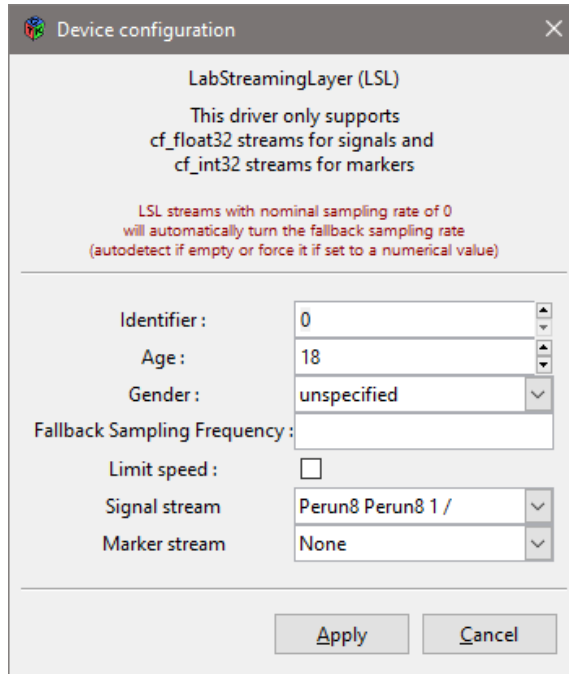 Device configuration
LabStreamingLayer (LSL)
This driver only supports
cf_float32 streams for signals and
cf_int32 streams for markers
LSL streams with nominal sampling rate of 0
will automatically turn the fallback sampling rate
(autodetect if empty or force it if set to a numerical value)
Identifier : 0
Age : 18
Gender : unspecified
Fallback Sampling Frequency :
Limit speed :
Signal stream Perun8 Perun8 1 /
Marker stream None
Apply Cancel